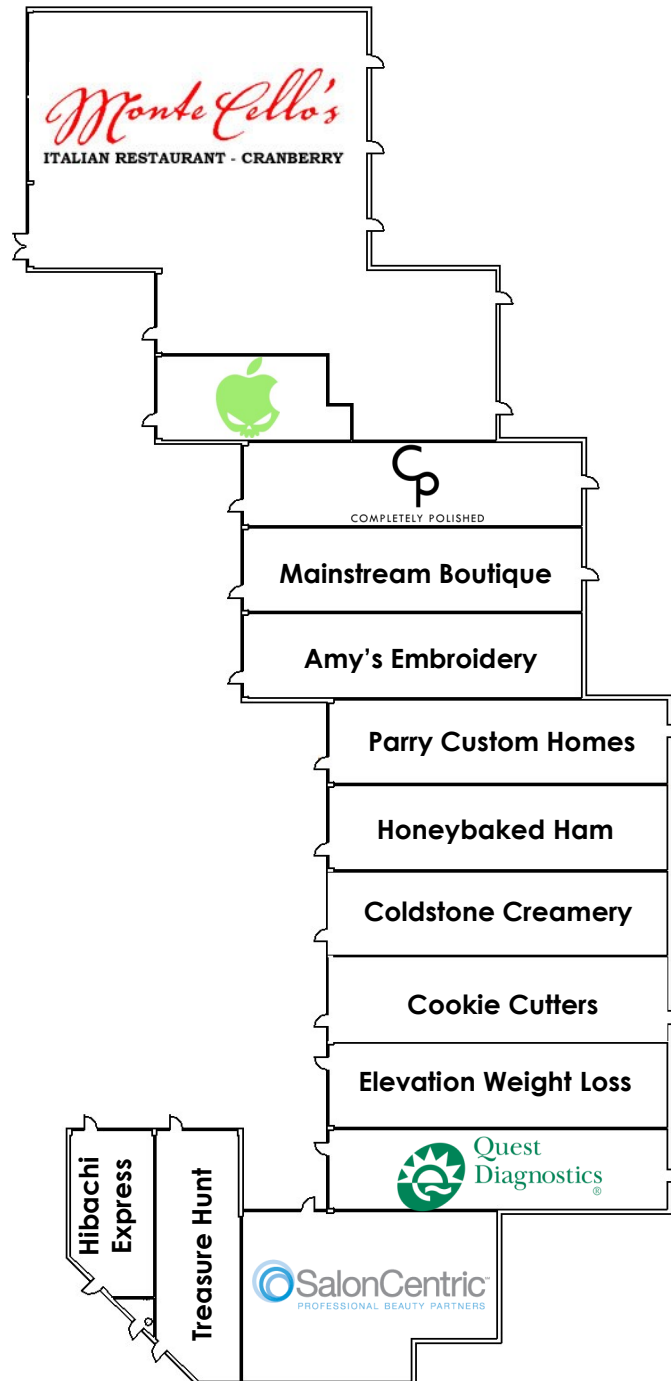 Monte Cello's
ITALIAN RESTAURANT - CRANBERRY
CP
COMPLETELY POLISHED
Mainstream Boutique
Amy's Embroidery
Parry Custom Homes
Honeybaked Ham
Coldstone Creamery
Cookie Cutters
Elevation Weight Loss
Quest
Diagnostics®
Hibachi
Express
Treasure Hunt
SalonCentric™
PROFESSIONAL BEAUTY PARTNERS